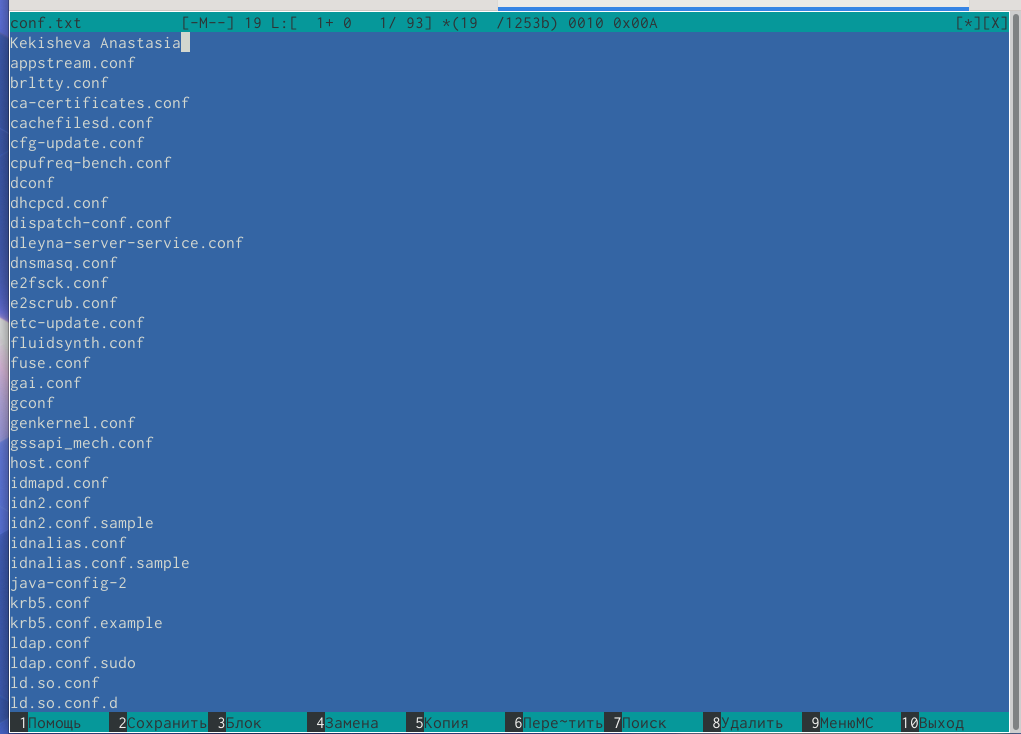 conf.txt [-M--] 19 L:[ 1+ 0 1/ 93] *(19 /1253b) 0010 0x00A [*][X]
Kekisheva Anastasia
appstream.conf
brltty.conf
ca-certificates.conf
cachefilesd.conf
cfg-update.conf
cpufreq-bench.conf
dconf
dhcpcd.conf
dispatch-conf.conf
dleyna-server-service.conf
dnsmasq.conf
e2fsck.conf
e2scrub.conf
etc-update.conf
fluidsynth.conf
fuse.conf
gai.conf
gconf
genkernel.conf
gssapi_mech.conf
host.conf
idmapd.conf
idn2.conf
idn2.conf.sample
idnalias.conf
idnalias.conf.sample
java-config-2
krb5.conf
krb5.conf.example
ldap.conf
ldap.conf.sudo
ld.so.conf
ld.so.conf.d
1Помощь 2Сохранить 3Блок 4Замена 5Копия 6Пере~тить 7Поиск 8Удалить 9МенюMC 10Выход